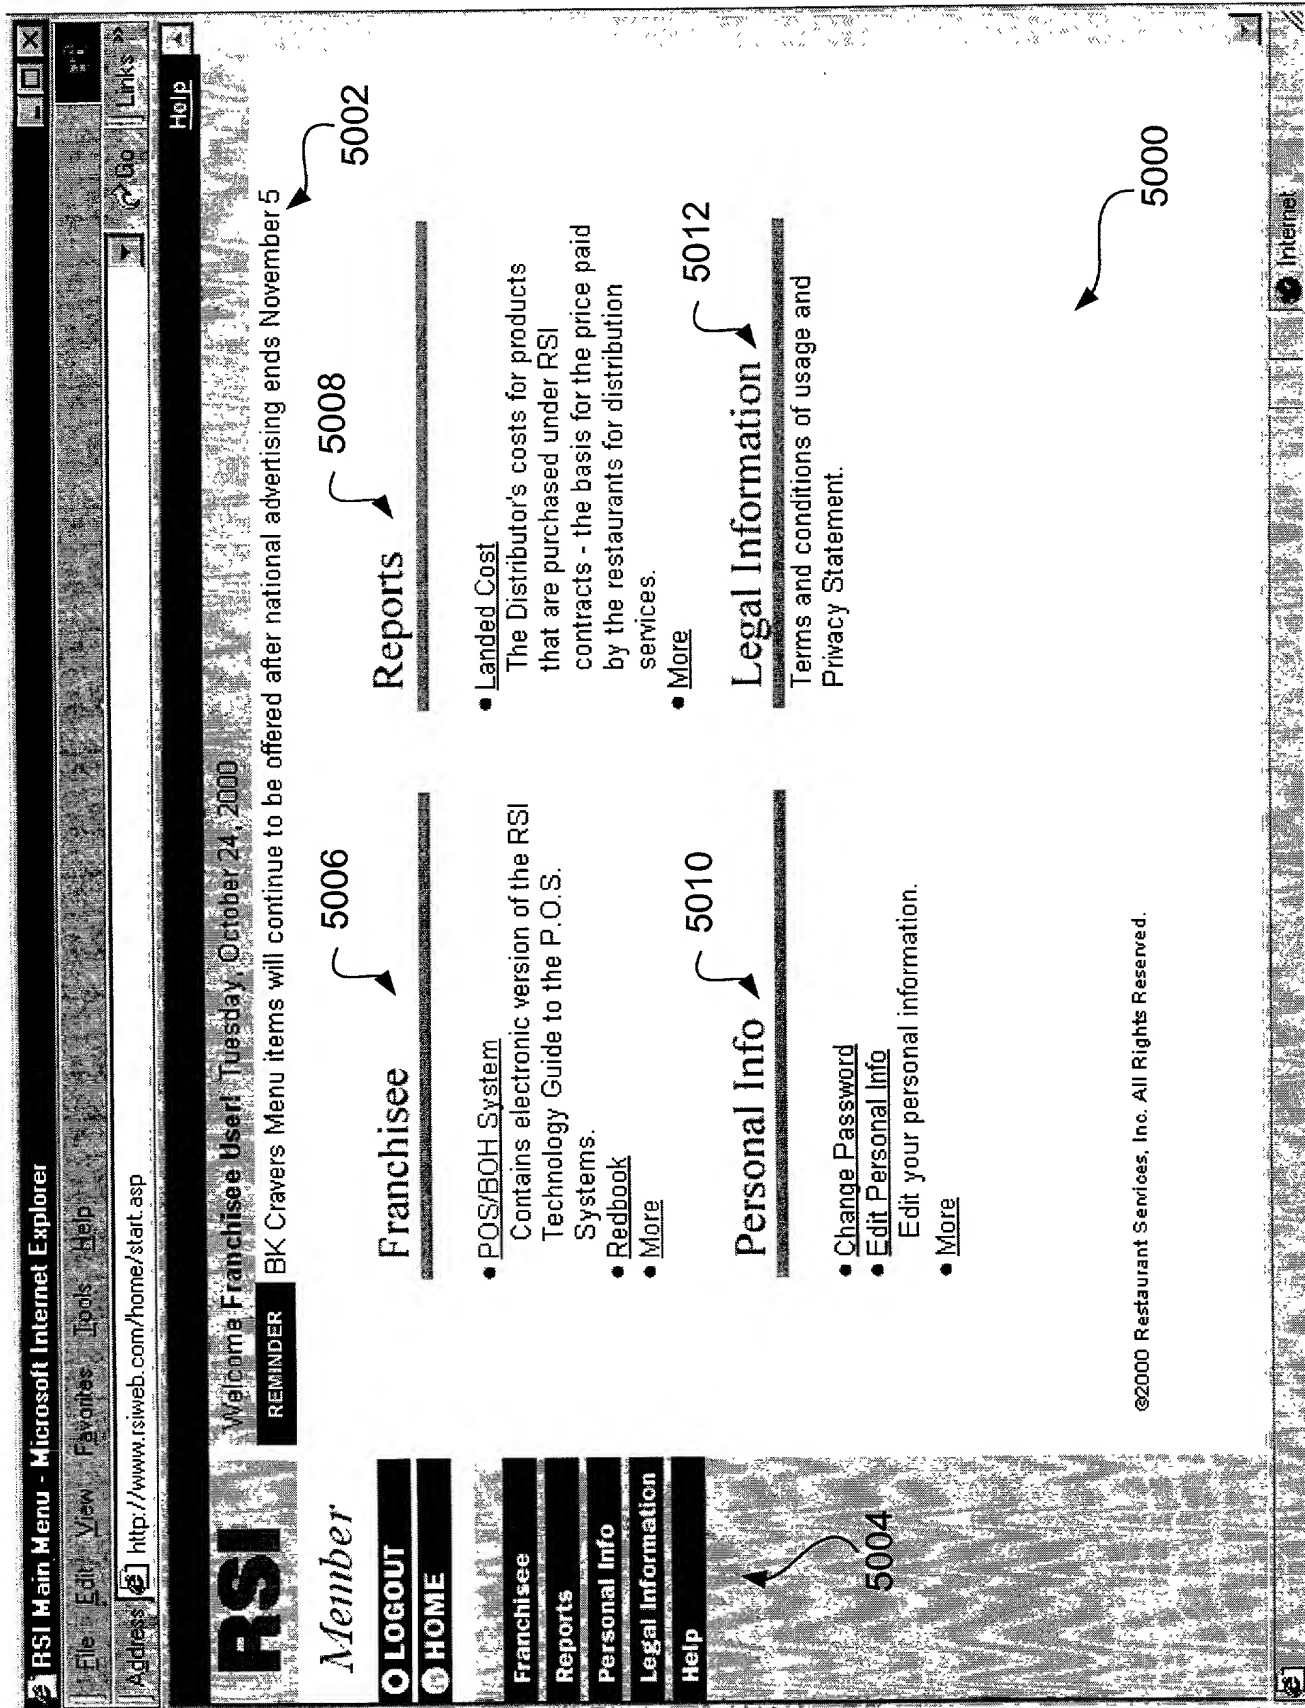 RSI Main Menu - Microsoft Internet Explorer
File Edit View Favorites Tools Help
Address http://www.rsiweb.com/home/start.asp Go Links »
Help
RSI
Welcome Franchisee User! Tuesday, October 24, 2000
REMINDER BK Cravers Menu items will continue to be offered after national advertising ends November 5
5002
Member
LOGOUT
HOME
Franchisee
Reports
Personal Info
Legal Information
Help
5004
Franchisee
5006
• POS/BOH System
Contains electronic version of the RSI
Technology Guide to the P.O.S.
Systems.
• Redbook
• More
Reports
5008
• Landed Cost
The Distributor's costs for products
that are purchased under RSI
contracts - the basis for the price paid
by the restaurants for distribution
services.
• More
Personal Info
5010
• Change Password
• Edit Personal Info
Edit your personal information.
• More
Legal Information
5012
Terms and conditions of usage and
Privacy Statement.
5000
©2000 Restaurant Services, Inc. All Rights Reserved.
Internet